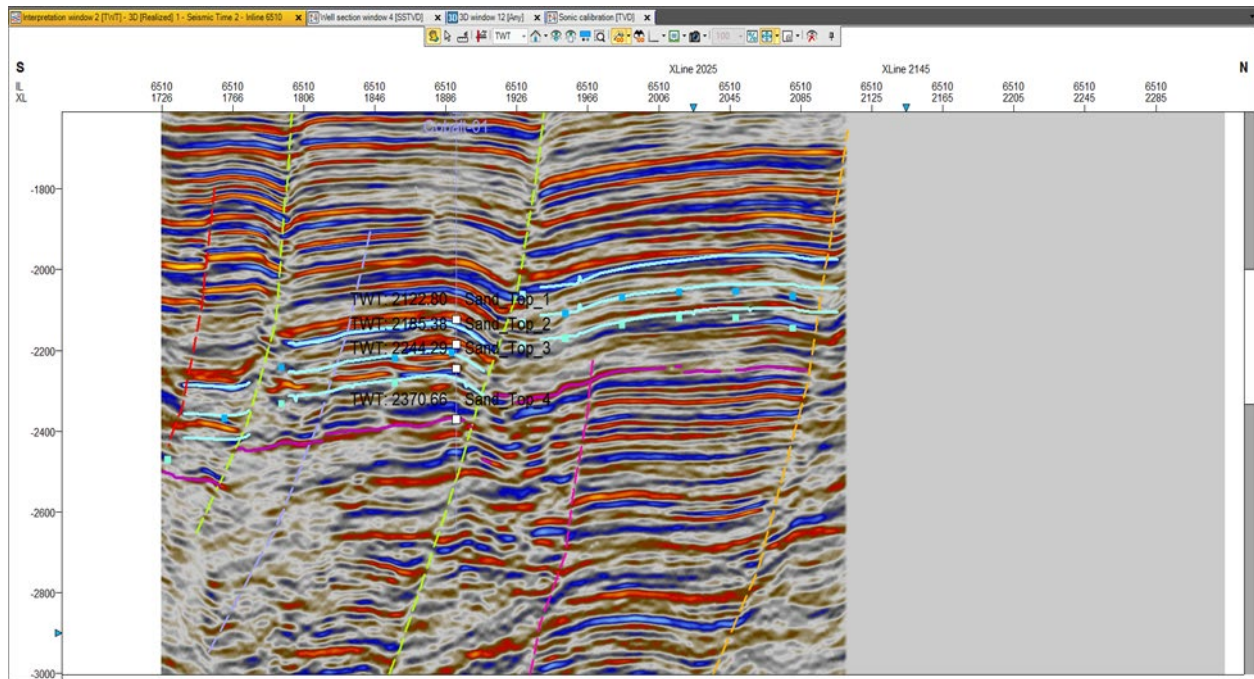 Interpretation window 2 [TWT] - 3D [Realized] 1 - Seismic Time 2 - Inline 6510 Well section window 4 [SSTVD] 3D 3D window 12 [Any] Sonic calibration [TVD]
TWT 100
S XLine 2025 XLine 2145 N
IL 6510 6510 6510 6510 6510 6510 6510 6510 6510 6510 6510 6510 6510 6510 6510
XL 1726 1766 1806 1846 1886 1926 1966 2006 2045 2085 2125 2165 2205 2245 2285
Cobalt-01
-1800
-2000
TWT: 2122.80 Sand_Top_1
TWT: 2185.38 Sand_Top_2
-2200
TWT: 2244.29 Sand_Top_3
TWT: 2370.66 Sand_Top_4
-2400
-2600
-2800
-3000